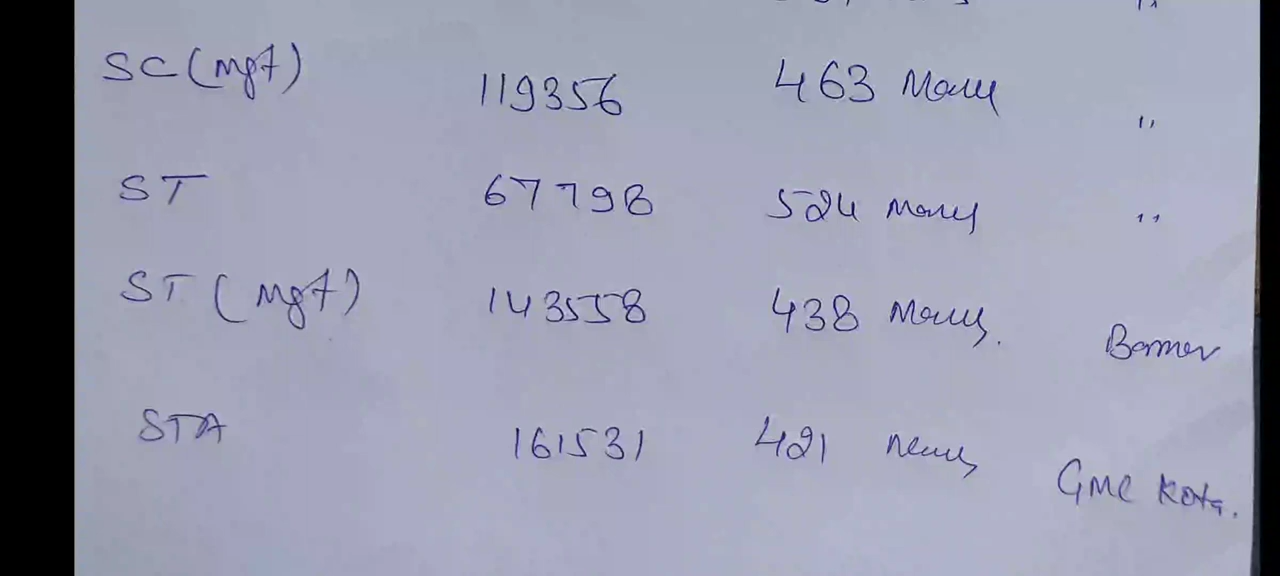 SC (Mgt) 119356 463 Marks ,,
ST 67798 524 Marks ,,
ST (Mgt) 143558 438 Marks. Barmer
STA 161531 421 Marks GMC Kota.